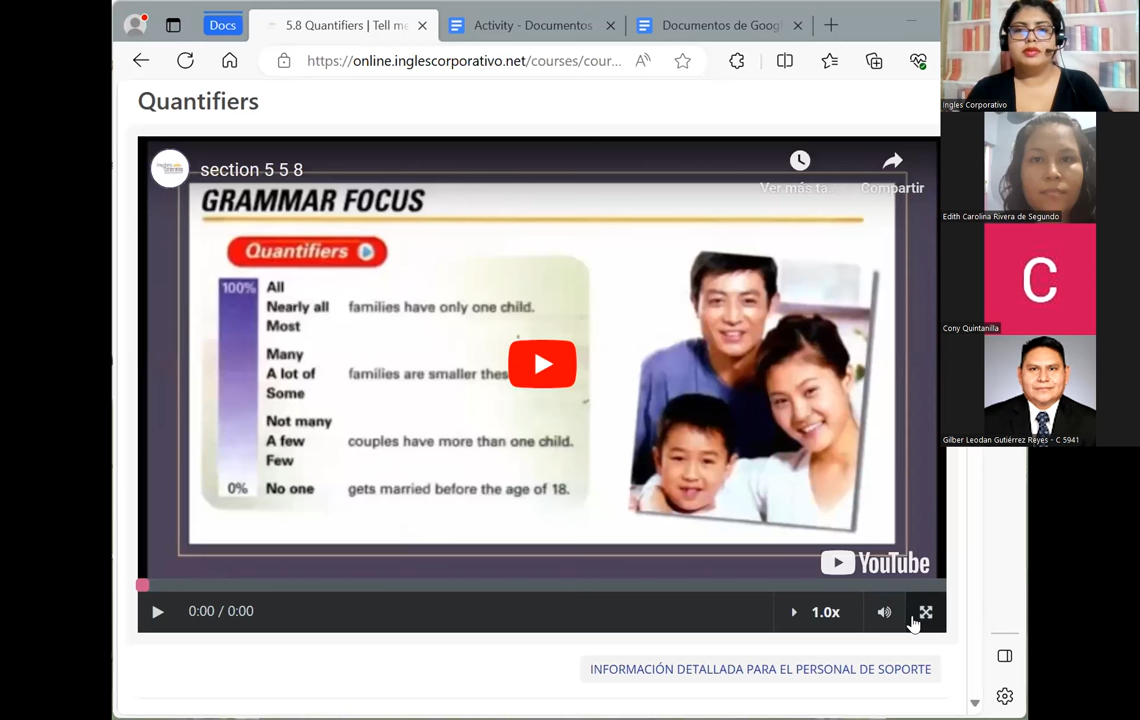 Docs
5.8 Quantifiers | Tell me
Activity - Documentos
Documentos de Goog
https://online.inglescorporativo.net/courses/cour...
Quantifiers
section 5 5 8
Ver más ta...
Compartir
GRAMMAR FOCUS
Quantifiers
100% All
Nearly all families have only one child.
Most
Many
A lot of families are smaller these
Some
Not many
A few couples have more than one child.
Few
0% No one gets married before the age of 18.
YouTube
0:00 / 0:00
1.0x
INFORMACIÓN DETALLADA PARA EL PERSONAL DE SOPORTE
Ingles Corporativo
Edith Carolina Rivera de Segundo
C
Cony Quintanilla
Gilber Leodan Gutiérrez Reyes - C 5941